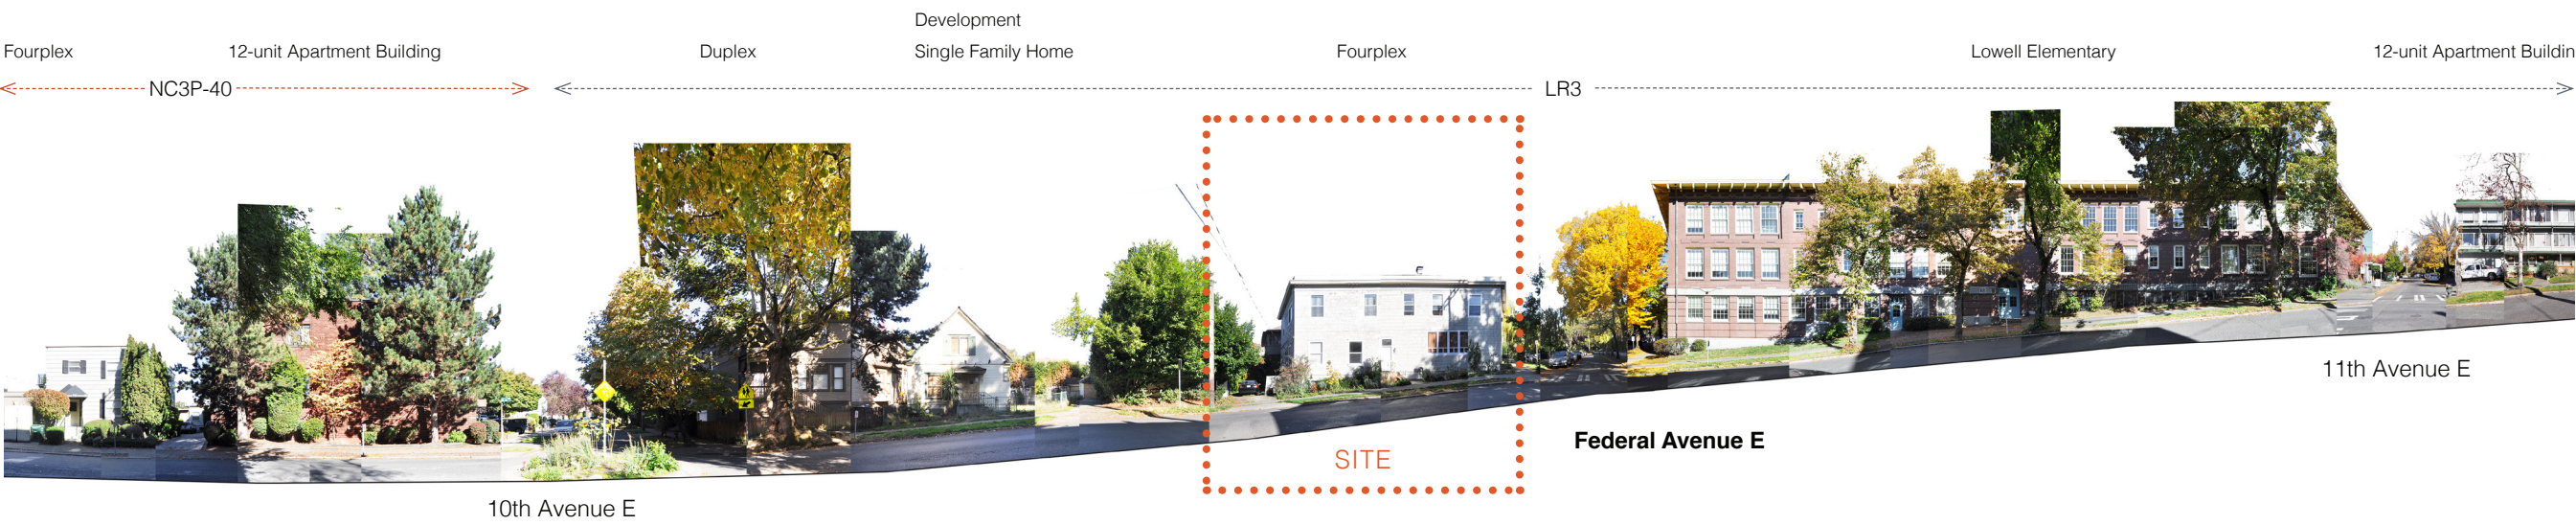 Development
Fourplex 12-unit Apartment Building Duplex Single Family Home Fourplex Lowell Elementary 12-unit Apartment Buildin
NC3P-40 LR3
11th Avenue E
Federal Avenue E
SITE
10th Avenue E